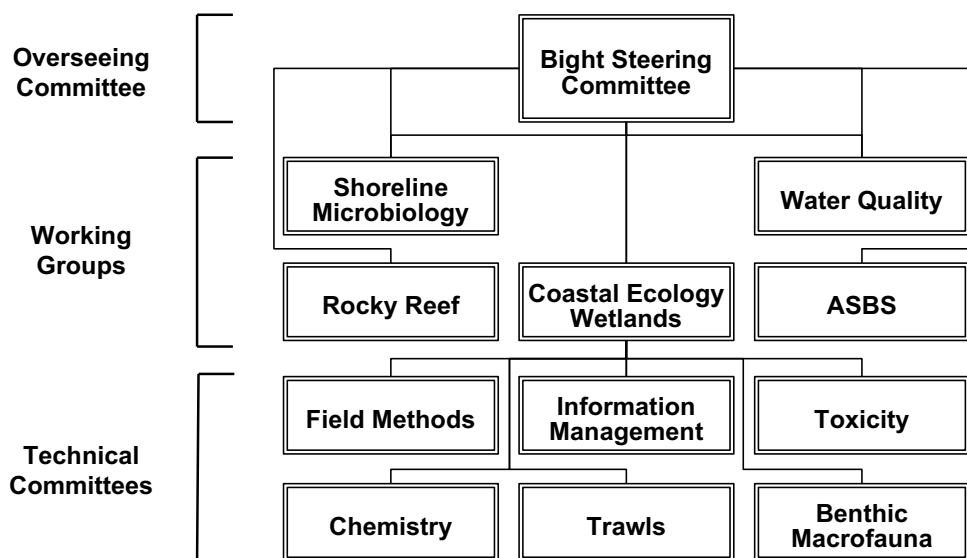 Overseeing
Committee
Bight Steering
Committee
Working
Groups
Shoreline
Microbiology
Water Quality
Rocky Reef
Coastal Ecology
Wetlands
ASBS
Technical
Committees
Field Methods
Information
Management
Toxicity
Chemistry
Trawls
Benthic
Macrofauna